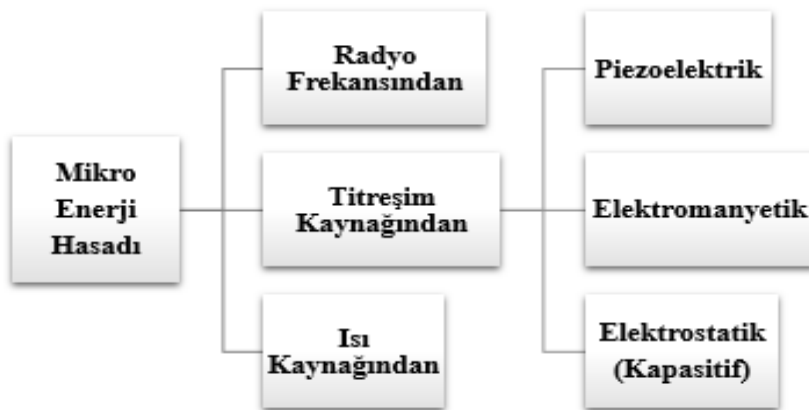 Mikro
Enerji
Hasadı
Radyo
Frekansından
Titreşim
Kaynağından
Isı
Kaynağından
Piezoelektrik
Elektromanyetik
Elektrostatik
(Kapasitif)